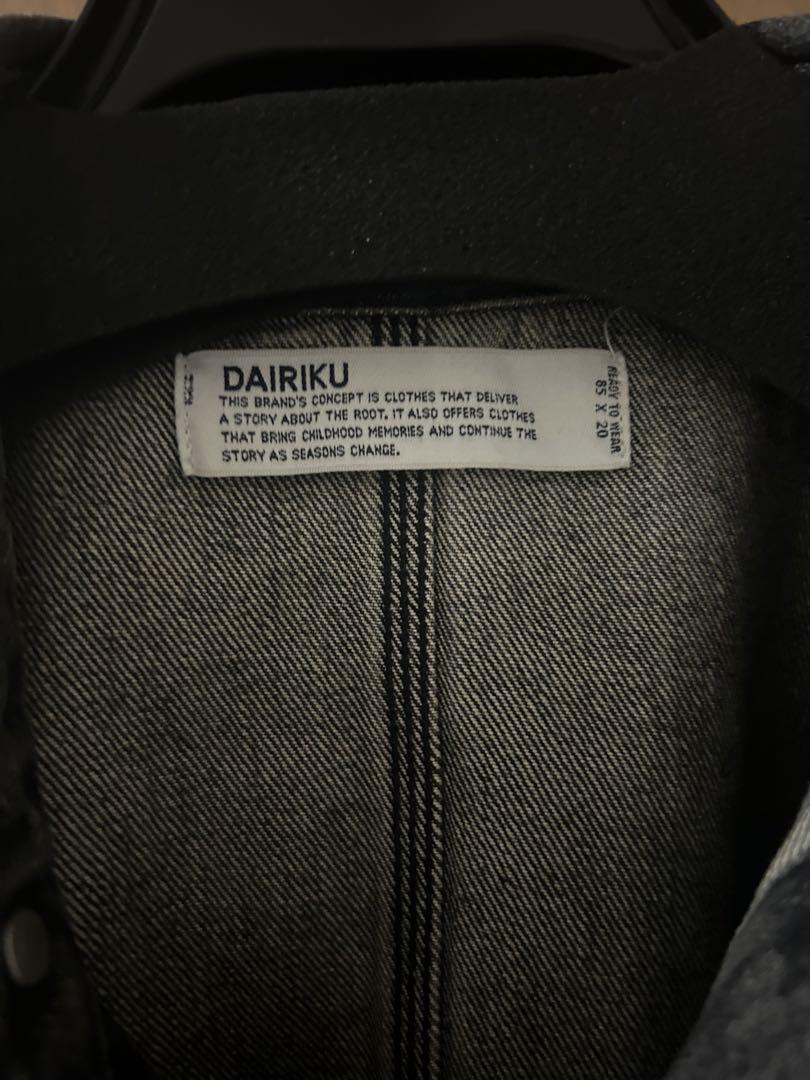 DAIRIKU
THIS BRAND'S CONCEPT IS CLOTHES THAT DELIVER
A STORY ABOUT THE ROOT. IT ALSO OFFERS CLOTHES
THAT BRING CHILDHOOD MEMORIES AND CONTINUE THE
STORY AS SEASONS CHANGE.
READY TO WEAR
85 X 20